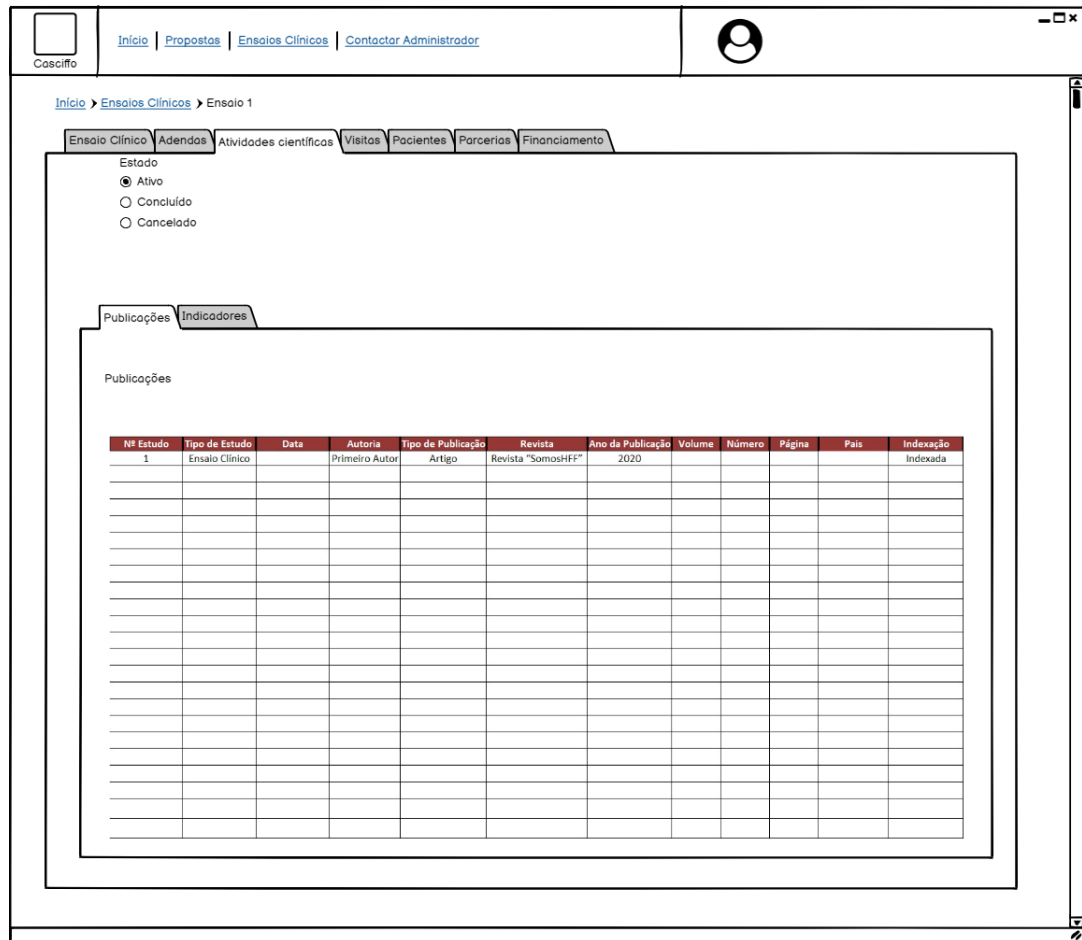 Casciffo
Início Propostas Ensaios Clínicos Contactar Administrador
Início Ensaios Clínicos Ensaio 1
Ensaio Clínico Adendas Atividades científicas Visitas Pacientes Parcerias Financiamento
Estado
Ativo
Concluído
Cancelado
Publicações Indicadores
Publicações
Nº Estudo Tipo de Estudo Data Autoria Tipo de Publicação Revista Ano da Publicação Volume Número Página Pais Indexação
1 Ensaio Clínico Primeiro Autor Artigo Revista "SomosHFF" 2020 Indexada